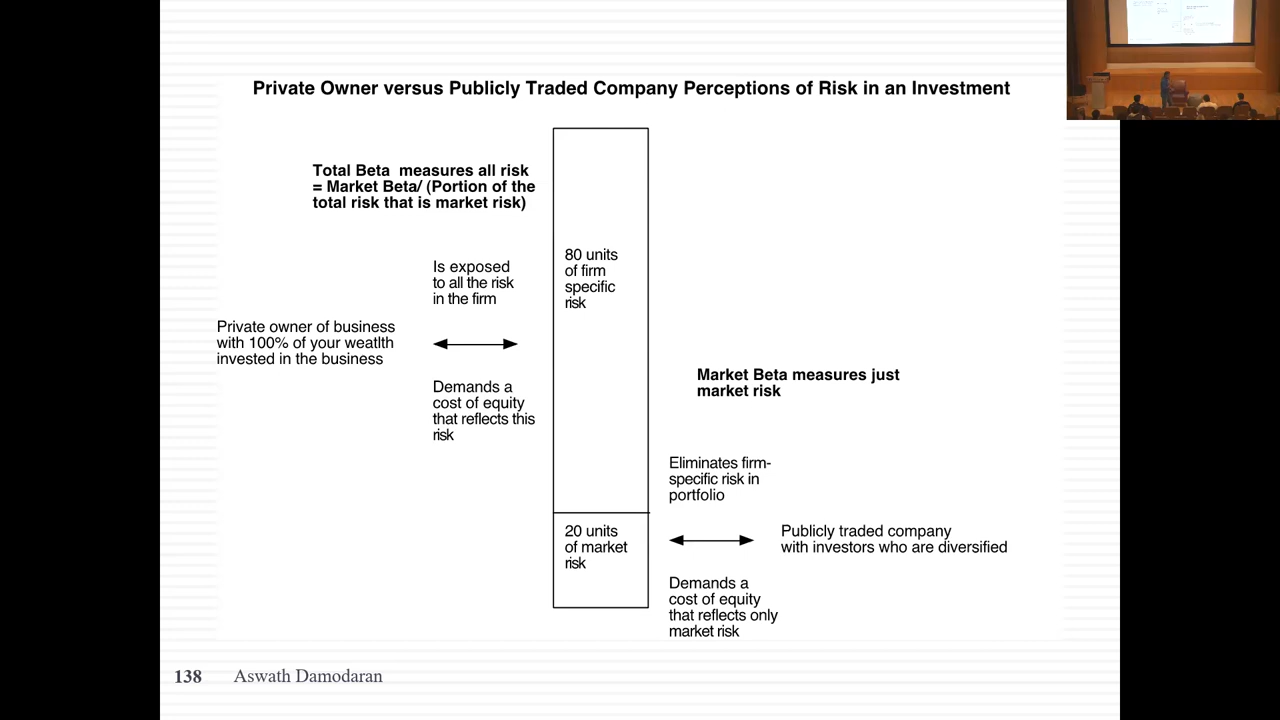 Private Owner versus Publicly Traded Company Perceptions of Risk in an Investment
Total Beta measures all risk
= Market Beta/ (Portion of the
total risk that is market risk)
80 units
of firm
specific
risk
Is exposed
to all the risk
in the firm
Private owner of business
with 100% of your weatlth
invested in the business
Demands a
cost of equity
that reflects this
risk
Market Beta measures just
market risk
Eliminates firm-
specific risk in
portfolio
20 units
of market
risk
Publicly traded company
with investors who are diversified
Demands a
cost of equity
that reflects only
market risk
138 Aswath Damodaran